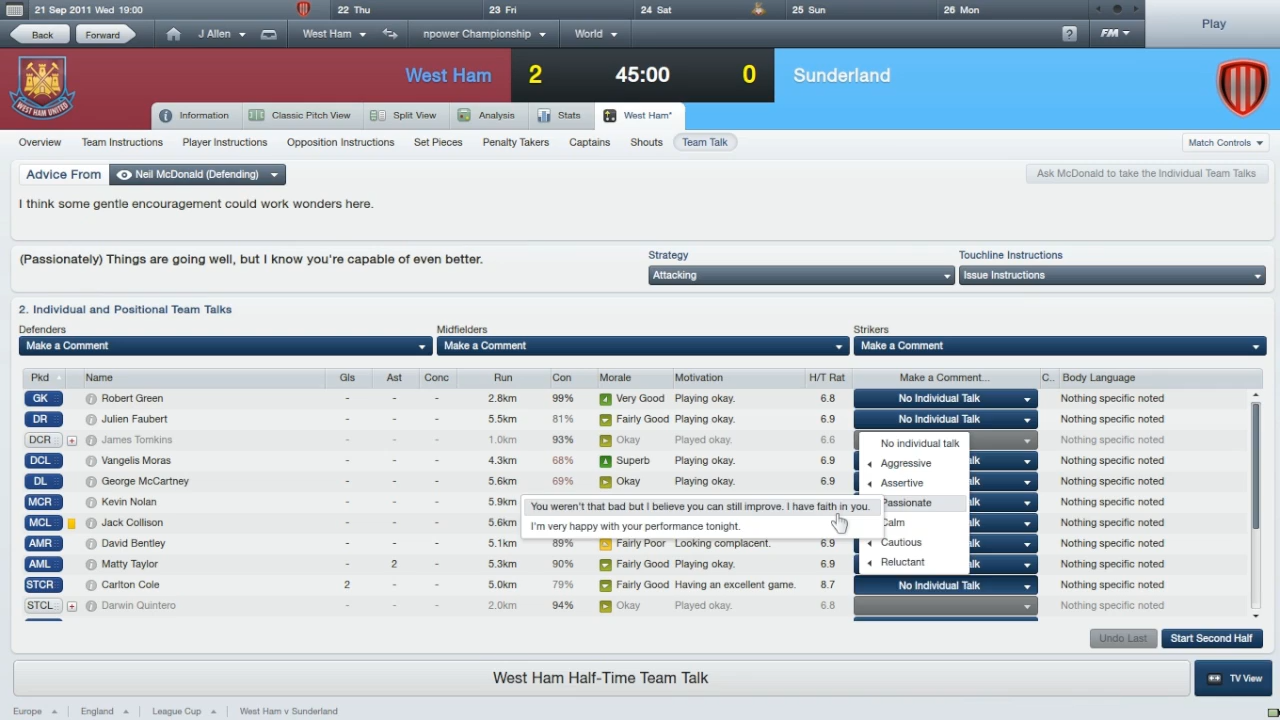 21 Sep 2011 Wed 19:00 22 Thu 23 Fri 24 Sat 25 Sun 26 Mon
Back Forward J Allen West Ham npower Championship World ? FM Play
West Ham 2 45:00 0 Sunderland
WEST HAM UNITED
Information Classic Pitch View Split View Analysis Stats West Ham*
Overview Team Instructions Player Instructions Opposition Instructions Set Pieces Penalty Takers Captains Shouts Team Talk Match Controls
Advice From Neil McDonald (Defending) Ask McDonald to take the Individual Team Talks
I think some gentle encouragement could work wonders here.
(Passionately) Things are going well, but I know you're capable of even better.
Strategy Touchline Instructions
Attacking Issue Instructions
2. Individual and Positional Team Talks
Defenders Midfielders Strikers
Make a Comment Make a Comment Make a Comment
Pkd Name Gls Ast Conc Run Con Morale Motivation H/T Rat Make a Comment... C.. Body Language
GK Robert Green - - - 2.8km 99% Very Good Playing okay. 6.8 No Individual Talk Nothing specific noted
DR Julien Faubert - - - 5.5km 81% Fairly Good Playing okay. 6.9 No Individual Talk Nothing specific noted
DCR James Tomkins - - - 1.0km 93% Okay Played okay. 6.6 Nothing specific noted
No individual talk
DCL Vangelis Moras - - - 4.3km 68% Superb Playing okay. 6.9 Aggressive alk Nothing specific noted
DL George McCartney - - - 5.6km 69% Okay Playing okay. 6.9 Assertive alk Nothing specific noted
MCR Kevin Nolan - - - 5.9km Passionate alk Nothing specific noted
You weren't that bad but I believe you can still improve. I have faith in you.
MCL Jack Collison - - - 5.6km Calm alk Nothing specific noted
I'm very happy with your performance tonight.
AMR David Bentley - - - 5.1km 89% Fairly Poor Looking complacent. 6.9 Cautious alk Nothing specific noted
AML Matty Taylor - 2 - 5.3km 90% Fairly Good Playing okay. 6.9 Reluctant alk Nothing specific noted
STCR Carlton Cole 2 - - 5.0km 79% Fairly Good Having an excellent game. 8.7 No Individual Talk Nothing specific noted
STCL Darwin Quintero - - - 2.0km 94% Okay Played okay. 6.8 Nothing specific noted
Undo Last Start Second Half
West Ham Half-Time Team Talk TV View
Europe England League Cup West Ham v Sunderland